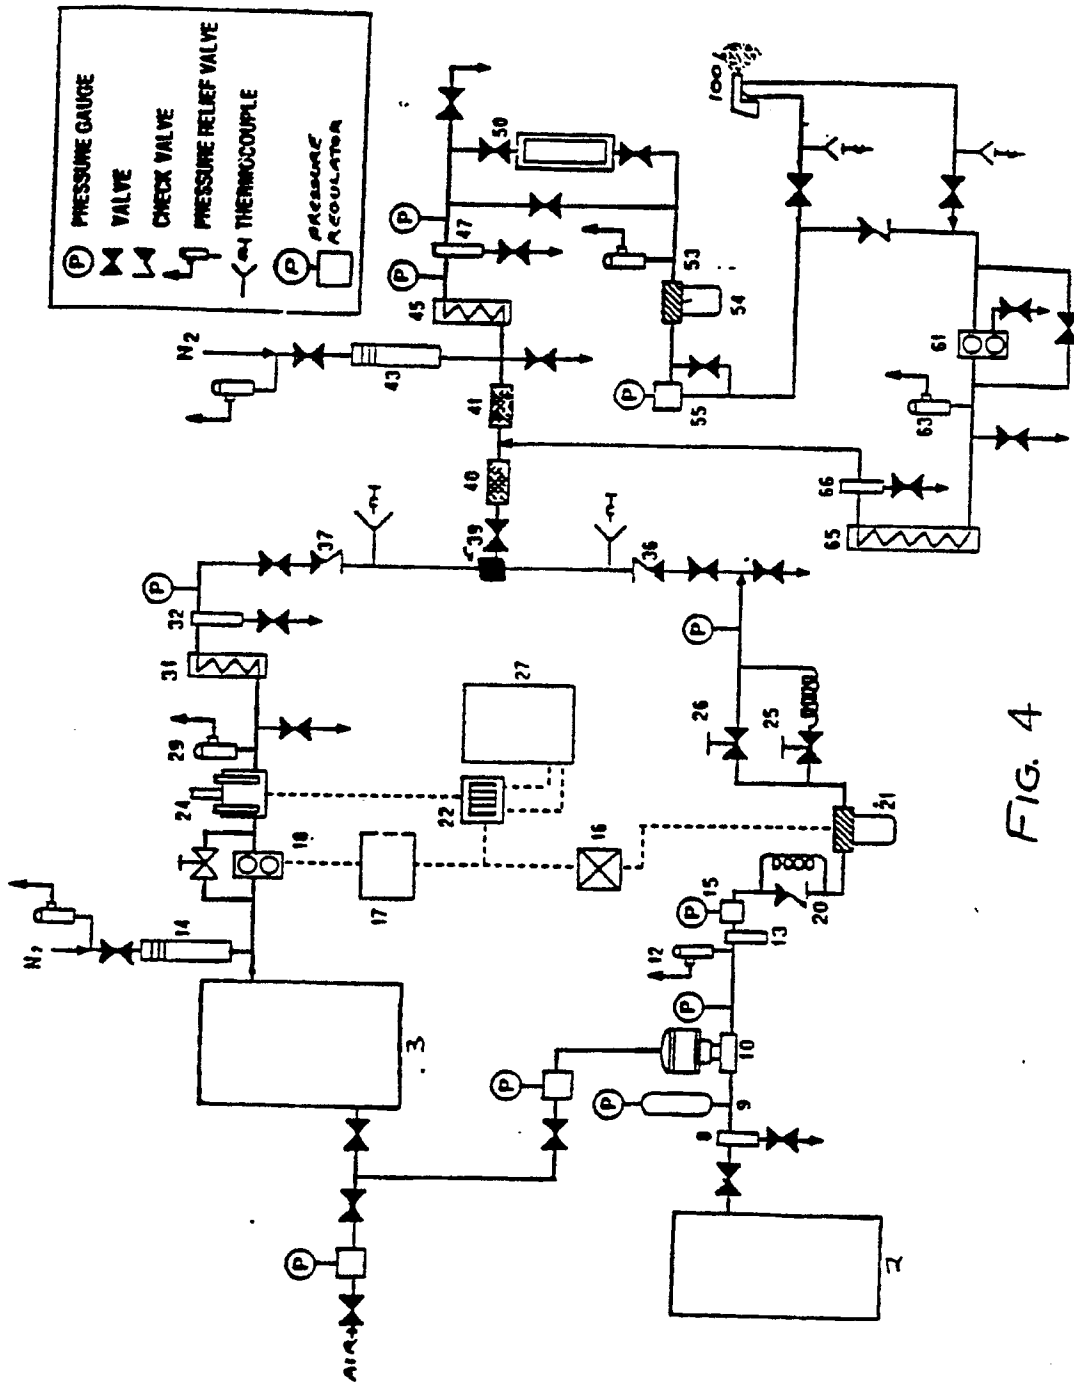 PRESSURE GAUGE
VALVE
CHECK VALVE
PRESSURE RELIEF VALVE
THERMOCOUPLE
PRESSURE REGULATOR
P
P
AIR
P
3
N2
14
18
24
29
31
32
P
37
17
22
27
16
P
P
9
8
2
10
P
12
13
P
15
20
21
25
26
P
36
39
40
41
N2
43
45
P
47
P
50
53
54
P
55
100
61
63
65
66
FIG. 4